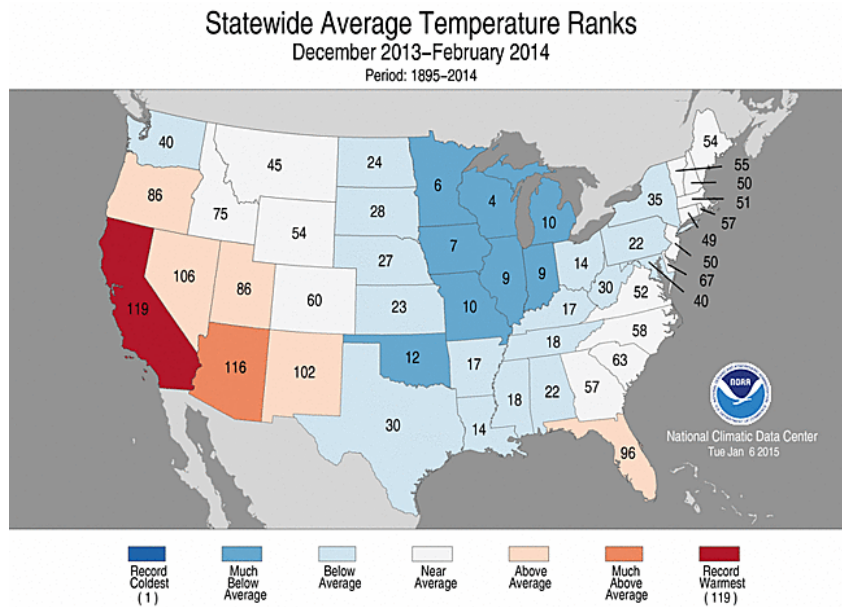 Statewide Average Temperature Ranks
December 2013–February 2014
Period: 1895–2014
40
45
24
6
4
10
54
55
50
51
57
49
50
67
40
86
75
28
35
54
7
22
106
86
27
9
9
14
30
52
119
60
23
10
17
58
116
102
12
17
18
63
30
18
22
57
14
96
NOAA
National Climatic Data Center
Tue Jan 6 2015
Record
Coldest
(1)
Much
Below
Average
Below
Average
Near
Average
Above
Average
Much
Above
Average
Record
Warmest
(119)